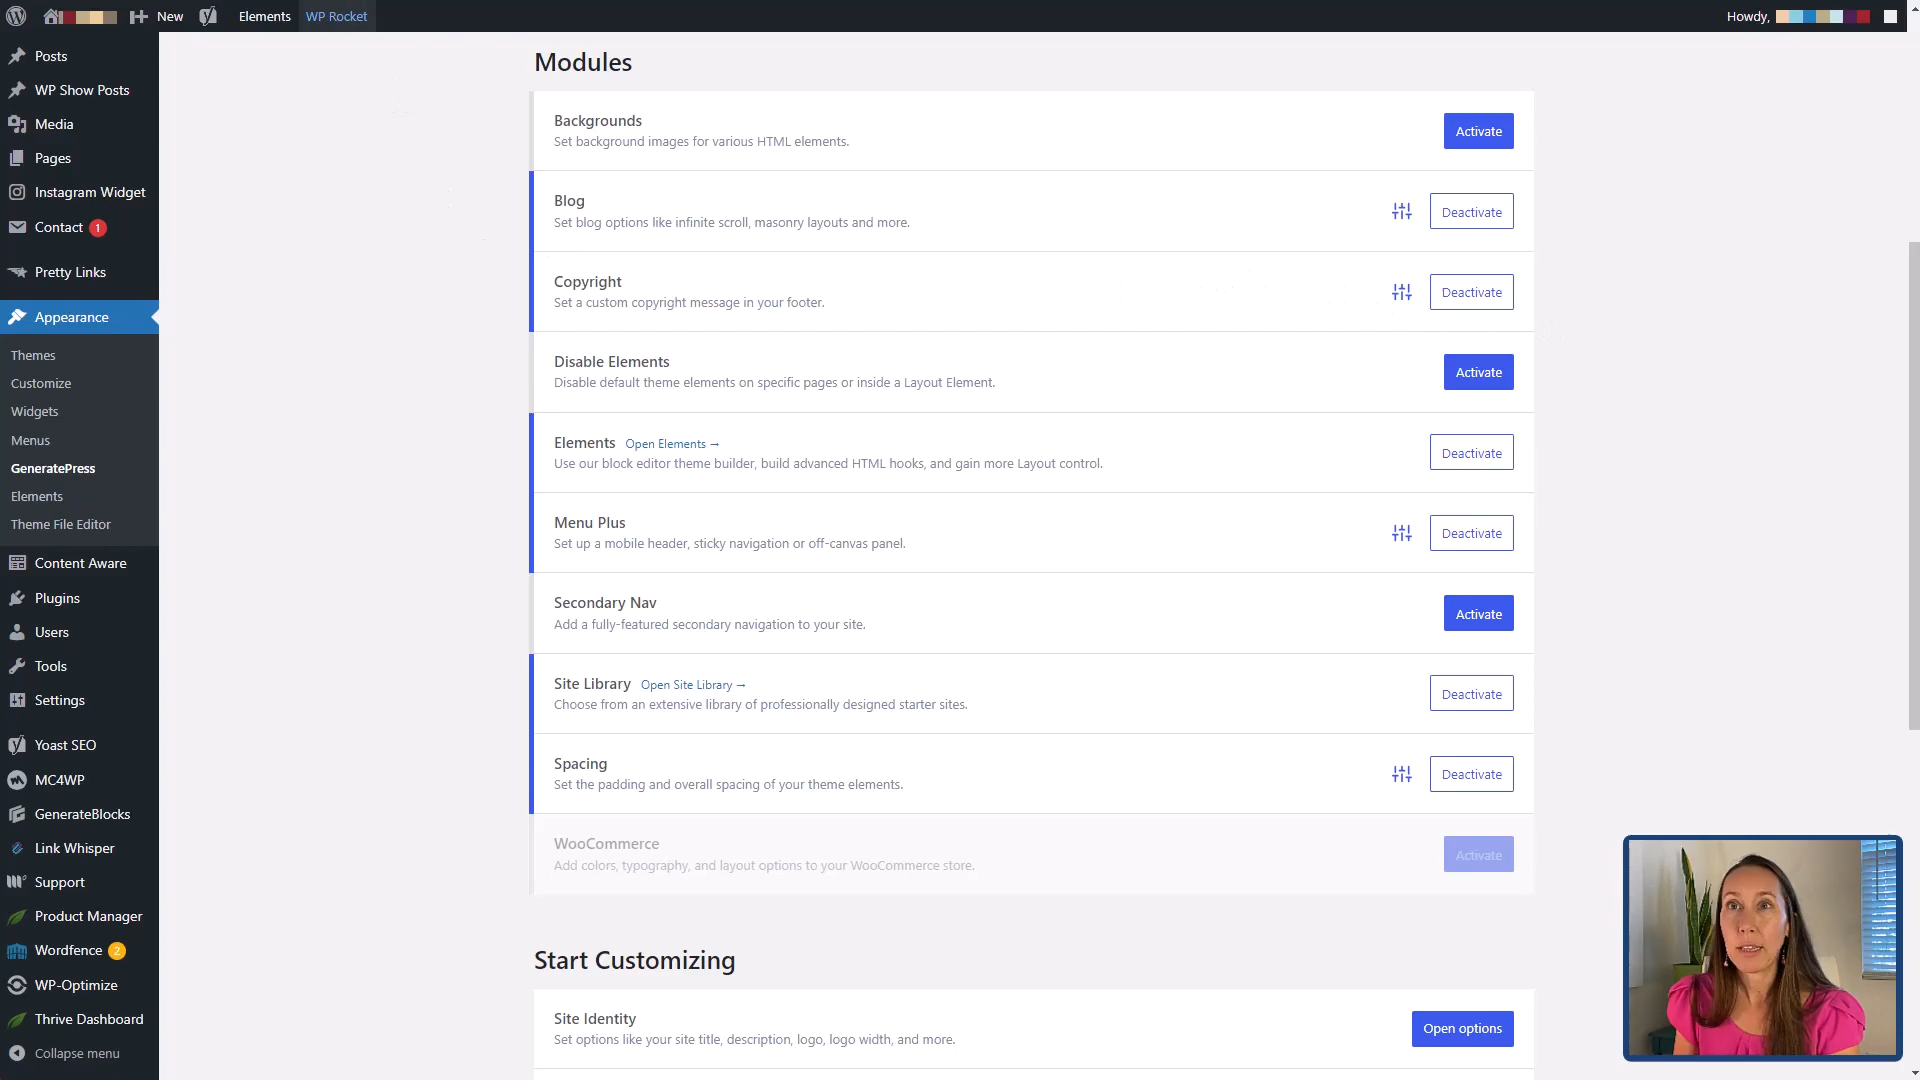 New
Elements
WP Rocket
Howdy,
Posts
WP Show Posts
Media
Pages
Instagram Widget
Contact 1
Pretty Links
Appearance
Themes
Customize
Widgets
Menus
GeneratePress
Elements
Theme File Editor
Content Aware
Plugins
Users
Tools
Settings
Yoast SEO
MC4WP
GenerateBlocks
Link Whisper
Support
Product Manager
Wordfence 2
WP-Optimize
Thrive Dashboard
Collapse menu
Modules
Backgrounds
Set background images for various HTML elements.
Activate
Blog
Set blog options like infinite scroll, masonry layouts and more.
Deactivate
Copyright
Set a custom copyright message in your footer.
Deactivate
Disable Elements
Disable default theme elements on specific pages or inside a Layout Element.
Activate
Elements Open Elements →
Use our block editor theme builder, build advanced HTML hooks, and gain more Layout control.
Deactivate
Menu Plus
Set up a mobile header, sticky navigation or off-canvas panel.
Deactivate
Secondary Nav
Add a fully-featured secondary navigation to your site.
Activate
Site Library Open Site Library →
Choose from an extensive library of professionally designed starter sites.
Deactivate
Spacing
Set the padding and overall spacing of your theme elements.
Deactivate
WooCommerce
Add colors, typography, and layout options to your WooCommerce store.
Activate
Start Customizing
Site Identity
Set options like your site title, description, logo, logo width, and more.
Open options